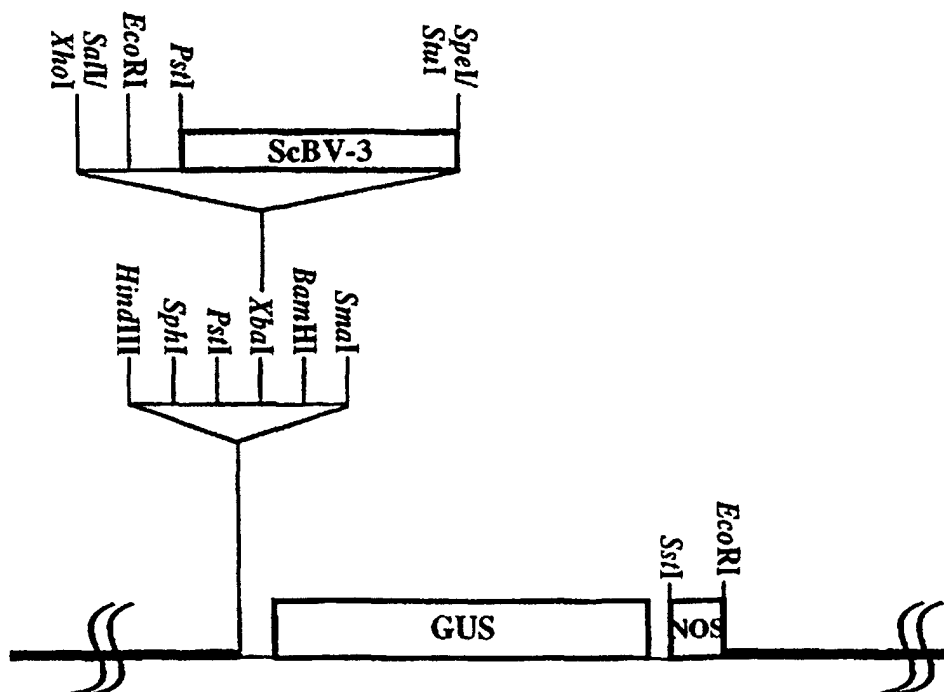 SalI/
XhoI
EcoRI
PstI
SpeI/
StuI
ScBV-3
HindIII
SphI
PstI
XbaI
BamHI
SmaI
SstI
EcoRI
GUS
NOS